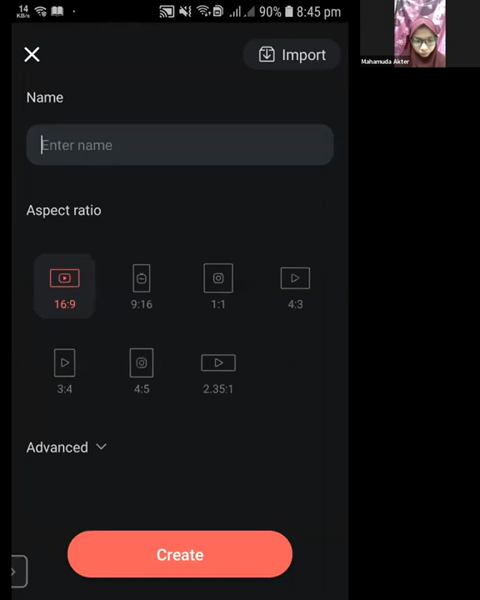 14
KB/s
90%
8:45 pm
Import
Mahamuda Akter
Name
Enter name
Aspect ratio
16:9
9:16
1:1
4:3
3:4
4:5
2.35:1
Advanced
Create